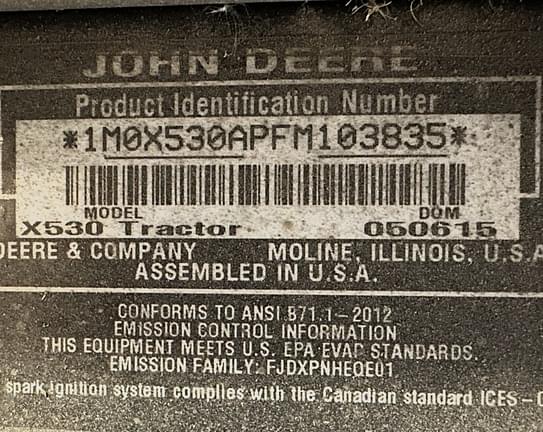 JOHN DEERE
Product Identification Number
*1M0X530APFM103835*
MODEL DOM
X530 Tractor 050615
DEERE & COMPANY MOLINE, ILLINOIS, U.S.A
ASSEMBLED IN U.S.A.
CONFORMS TO ANSI B71.1-2012
EMISSION CONTROL INFORMATION
THIS EQUIPMENT MEETS U.S. EPA EVAP STANDARDS.
EMISSION FAMILY: FJDXPNHEQE01
spark ignition system complies with the Canadian standard ICES-